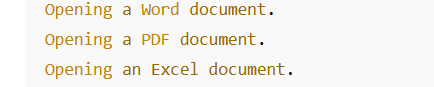 Opening a Word document.
Opening a PDF document.
Opening an Excel document.